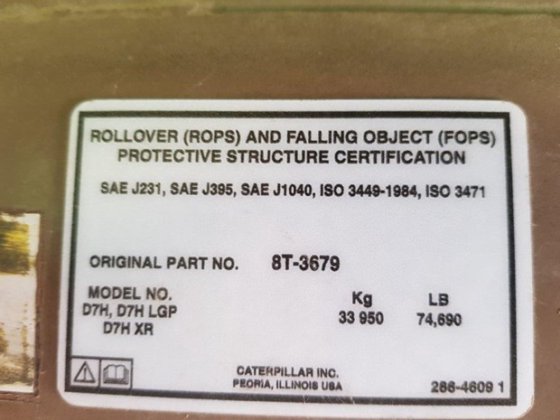 ROLLOVER (ROPS) AND FALLING OBJECT (FOPS)
PROTECTIVE STRUCTURE CERTIFICATION
SAE J231, SAE J395, SAE J1040, ISO 3449-1984, ISO 3471
ORIGINAL PART NO. 8T-3679
MODEL NO. Kg LB
D7H, D7H LGP 33 950 74,690
D7H XR
CATERPILLAR INC.
PEORIA, ILLINOIS USA
286-4609 1